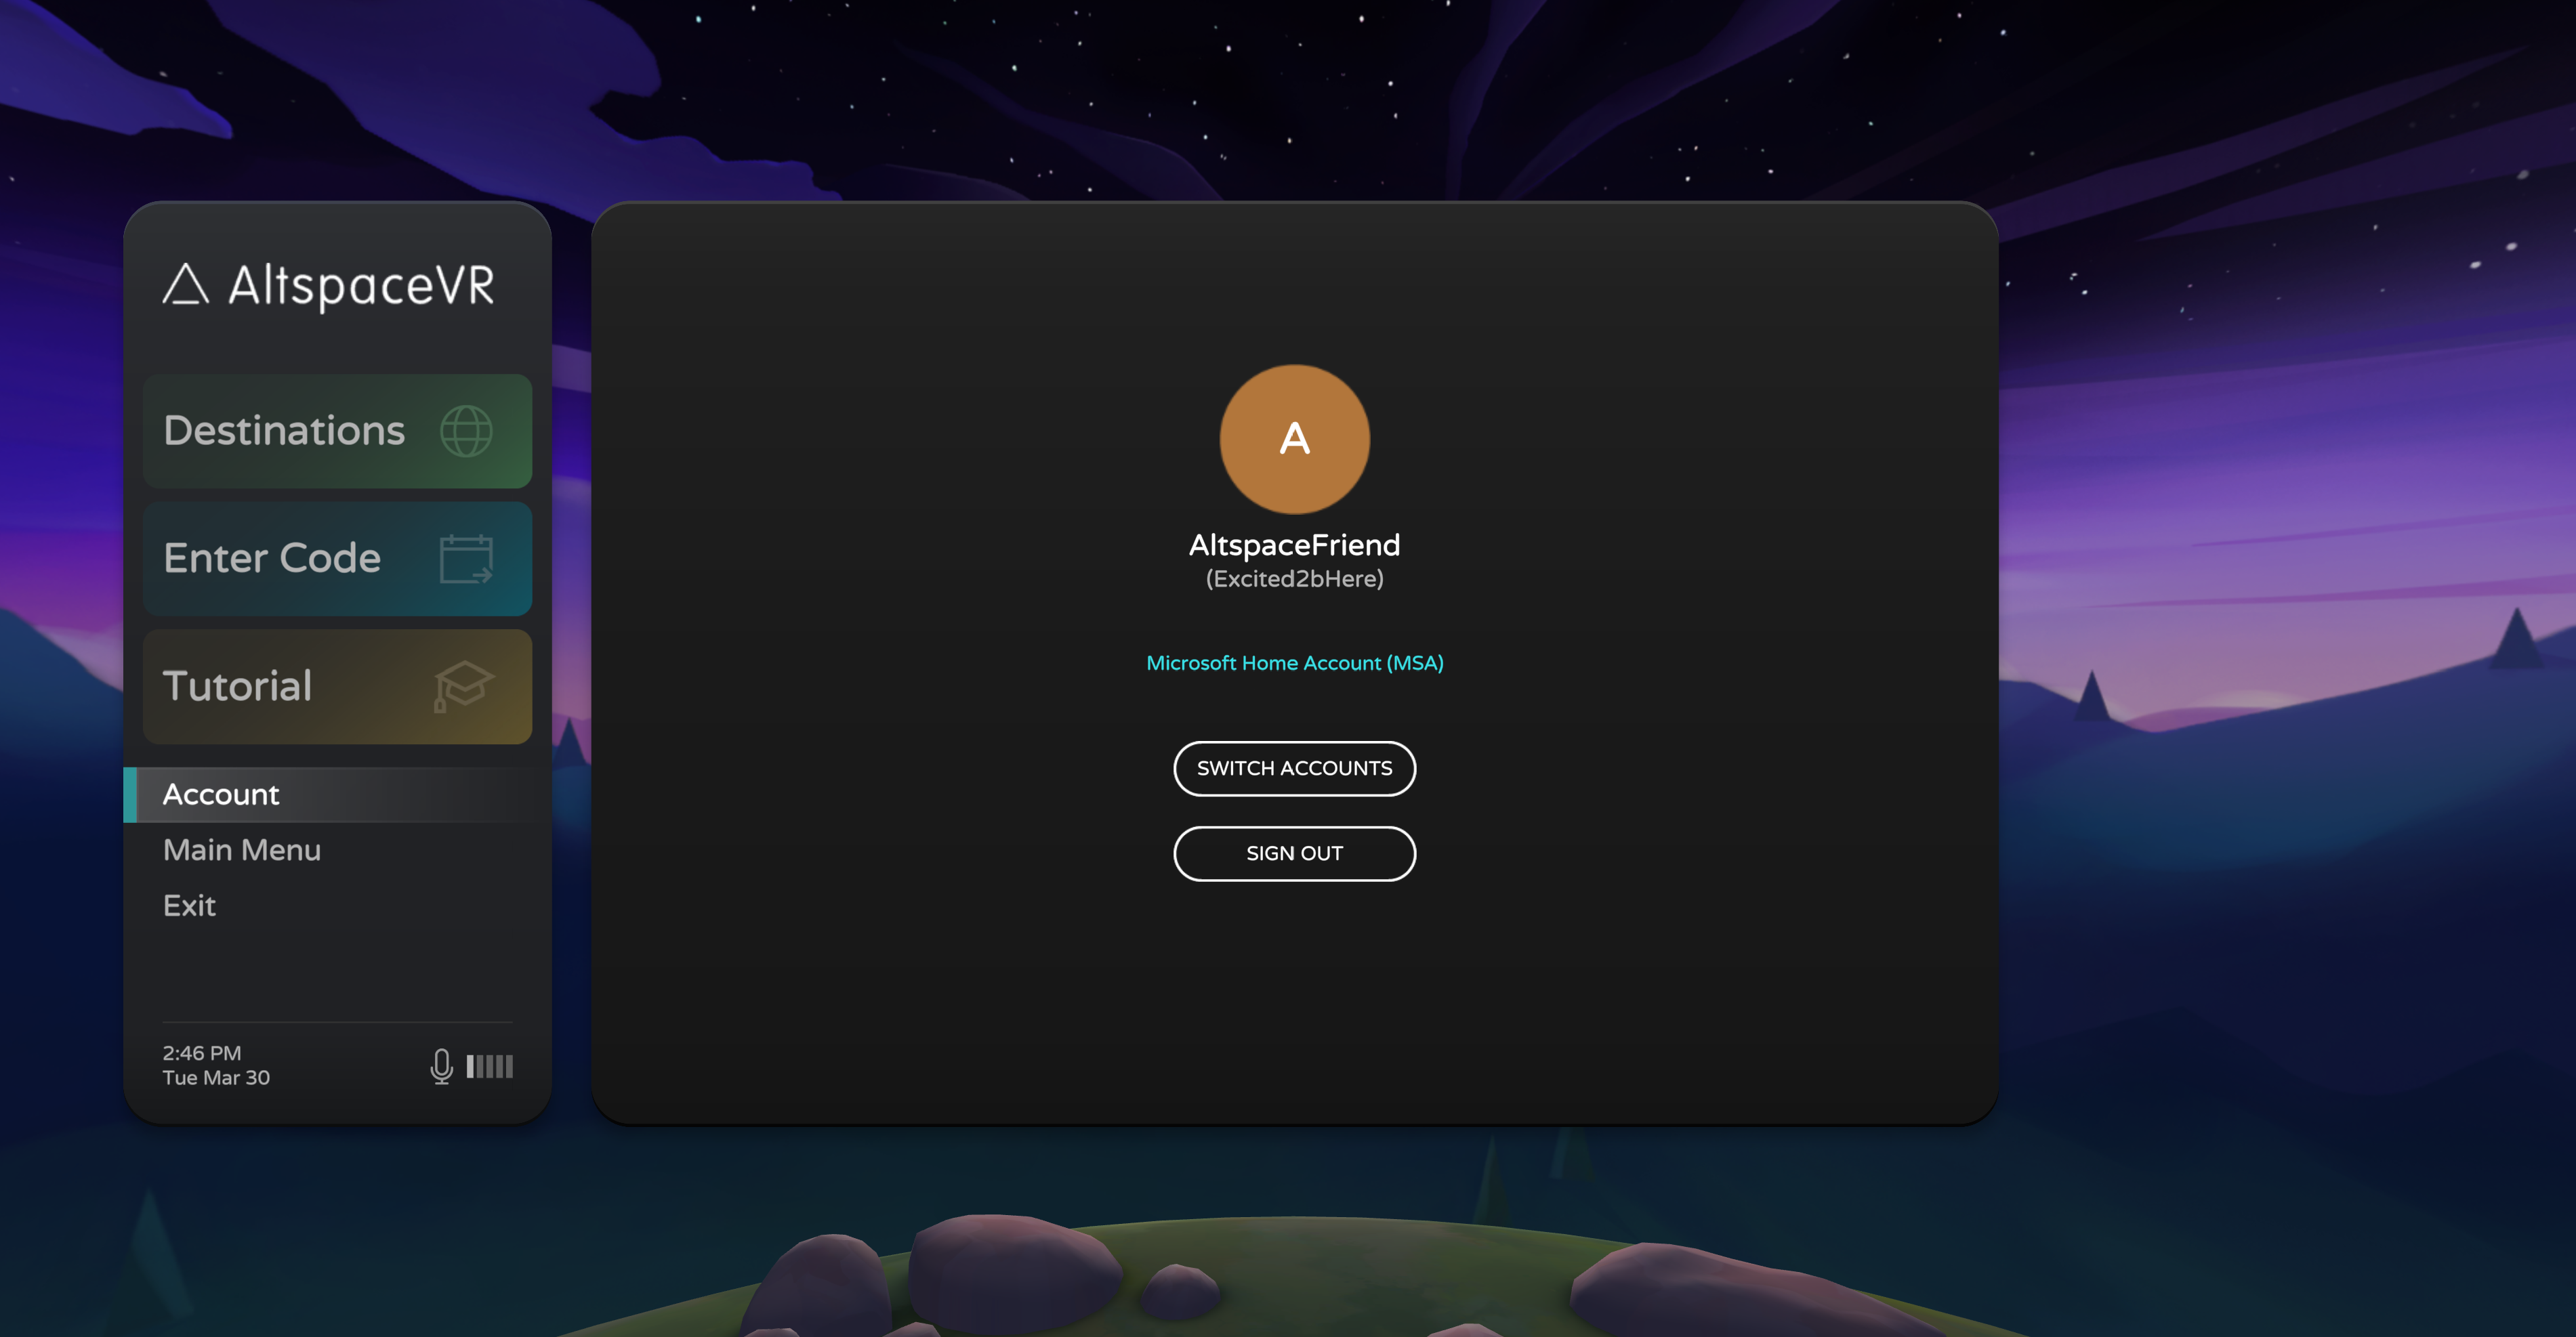 AltspaceVR
Destinations
Enter Code
Tutorial
Account
Main Menu
Exit
2:46 PM
Tue Mar 30
A
AltspaceFriend
(Excited2bHere)
Microsoft Home Account (MSA)
SWITCH ACCOUNTS
SIGN OUT